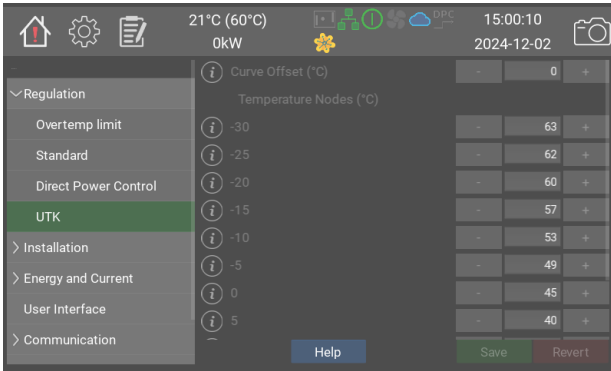 21°C (60°C)
0kW
DPC
15:00:10
2024-12-02
Regulation
Overtemp limit
Standard
Direct Power Control
UTK
Installation
Energy and Current
User Interface
Communication
Curve Offset (°C) - 0 +
Temperature Nodes (°C)
-30 - 63 +
-25 - 62 +
-20 - 60 +
-15 - 57 +
-10 - 53 +
-5 - 49 +
0 - 45 +
5 - 40 +
Help
Save
Revert